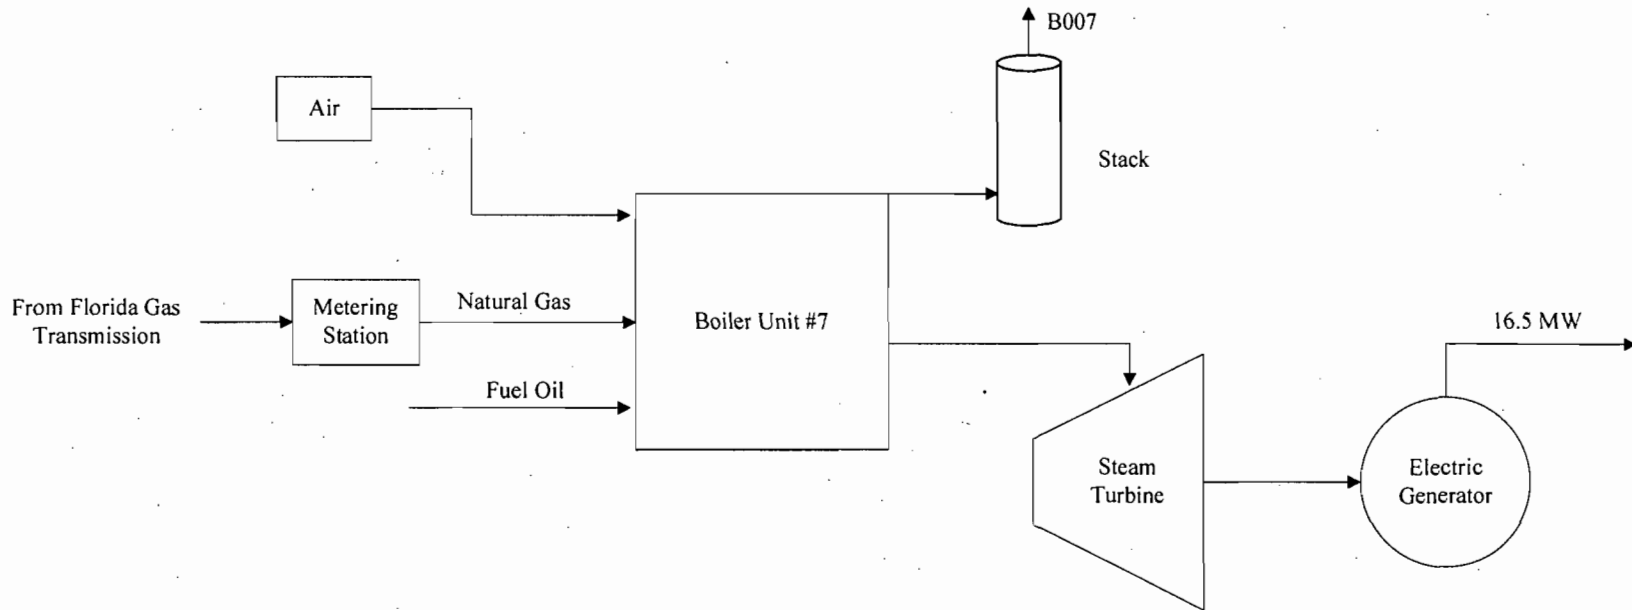 B007
Air
Stack
From Florida Gas
Transmission
Metering
Station
Natural Gas
Boiler Unit #7
16.5 MW
Fuel Oil
Steam
Turbine
Electric
Generator